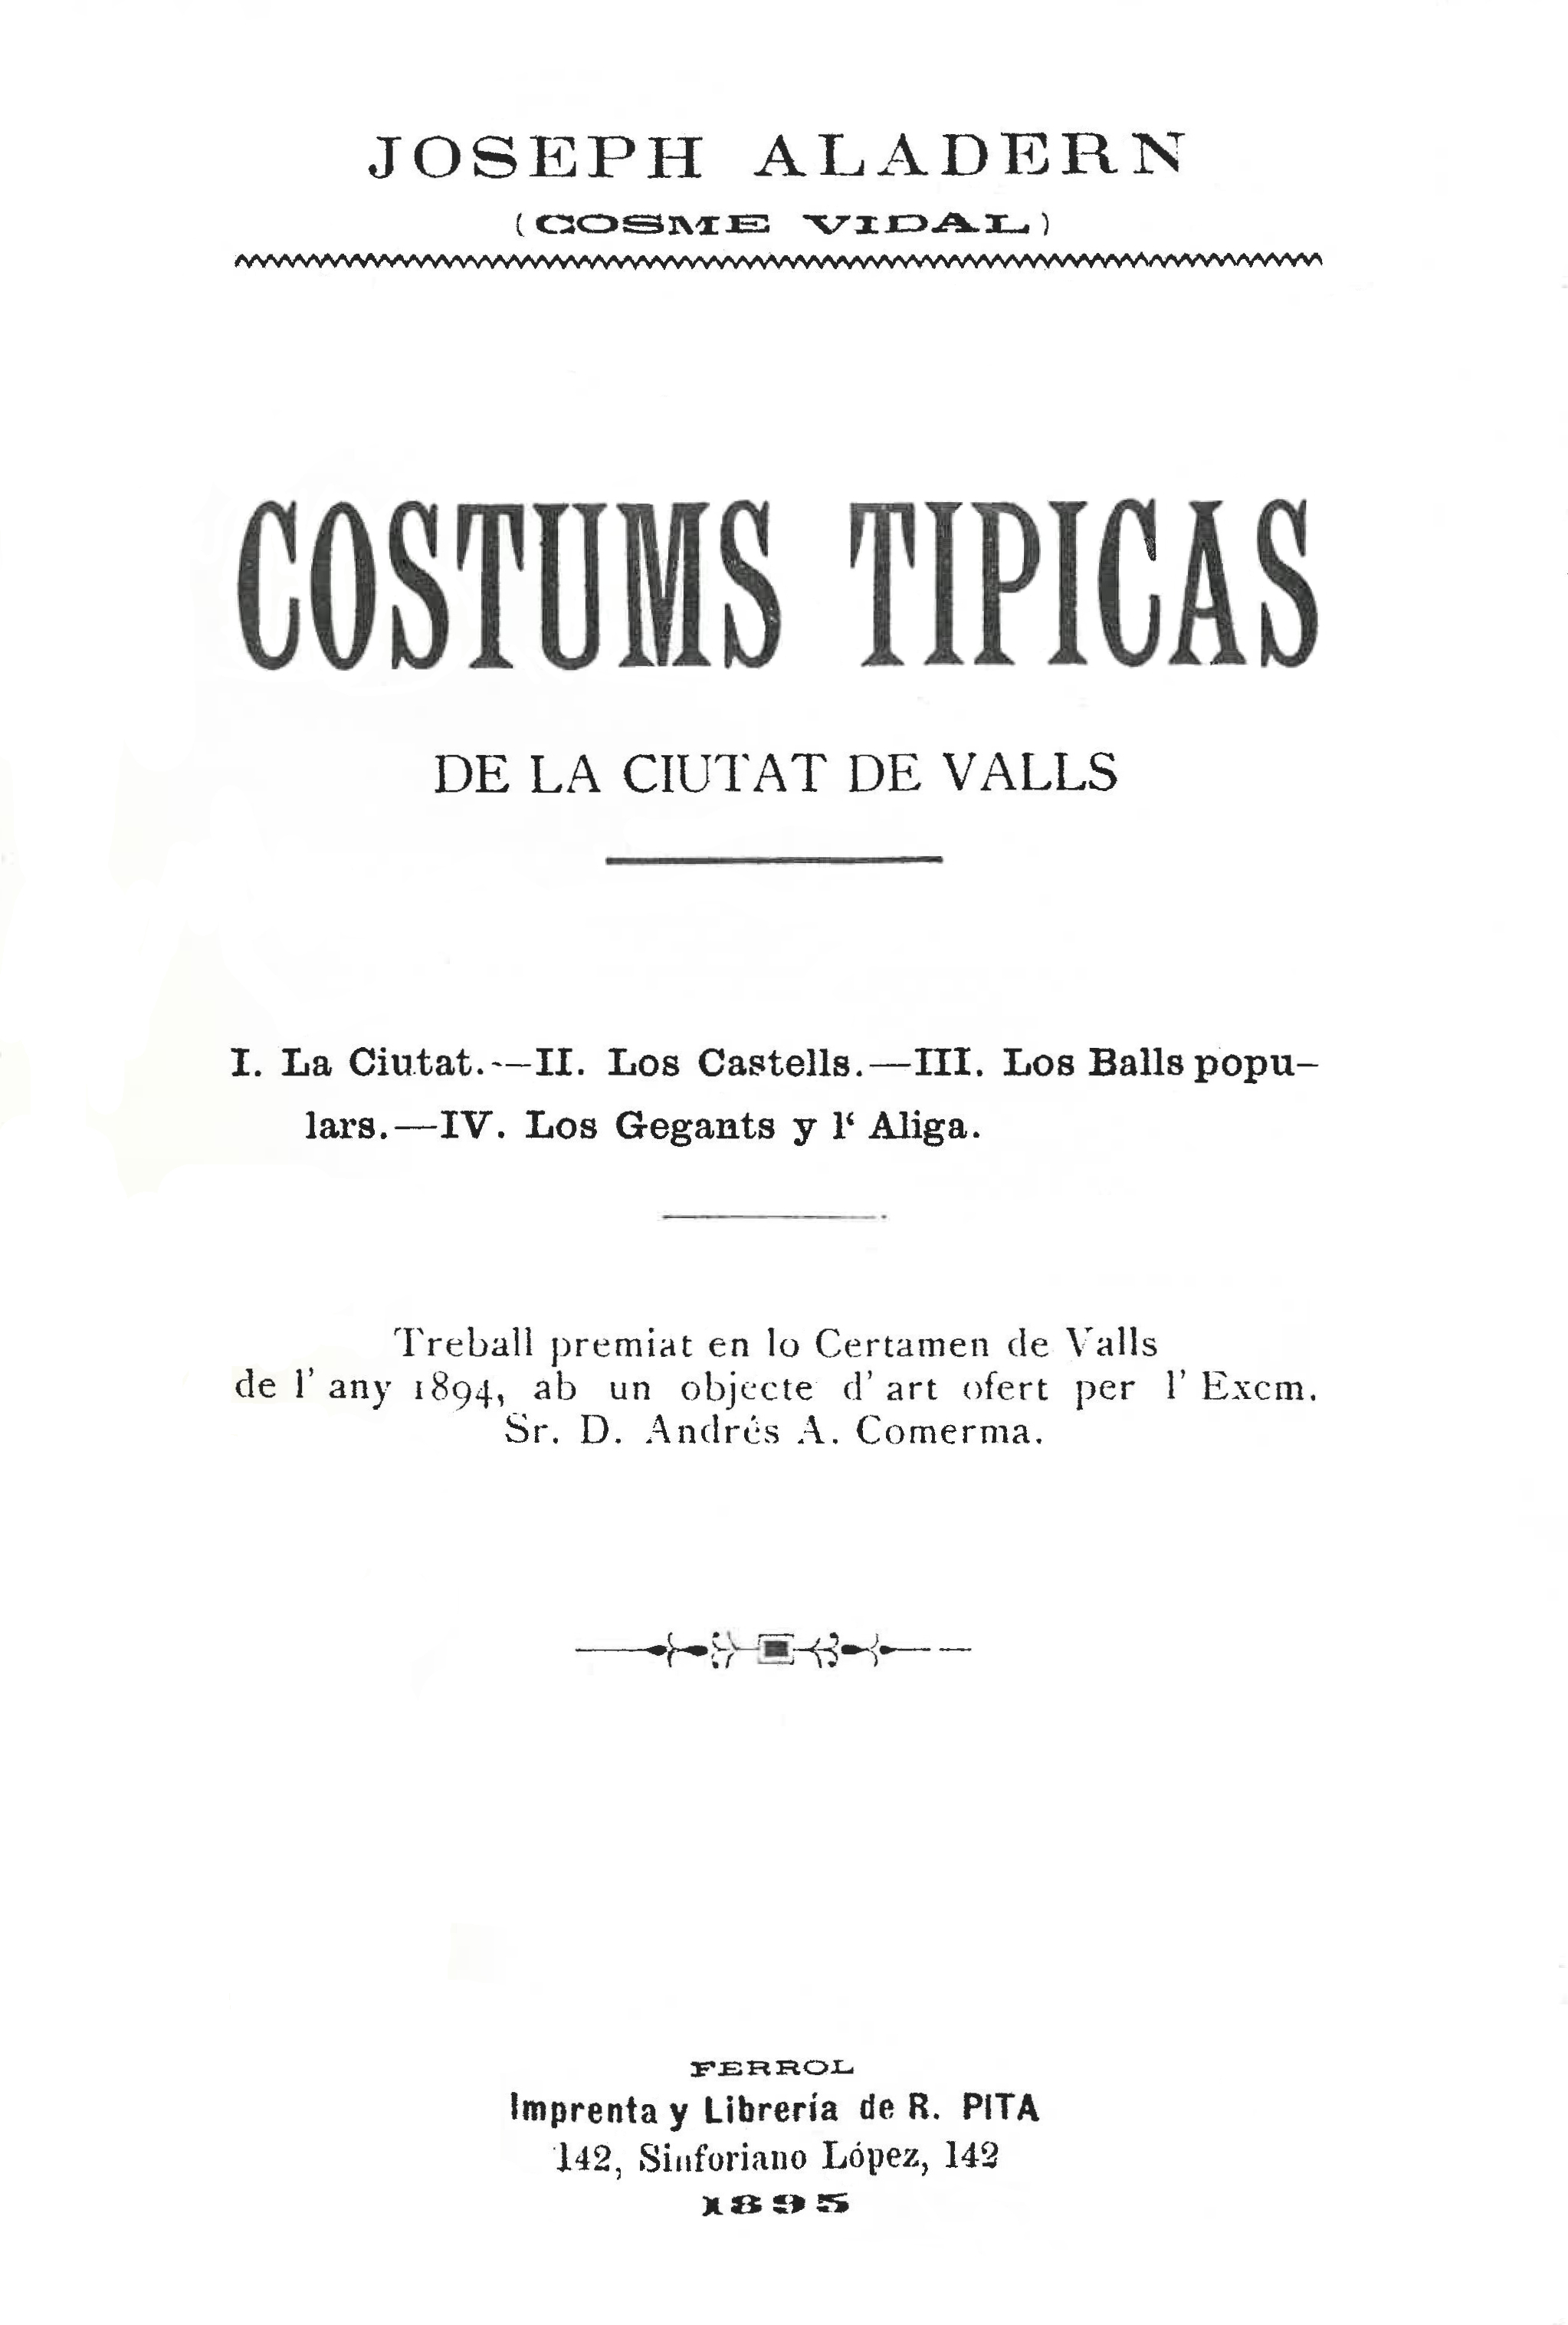 JOSEPH ALADERN
(COSME VIDAL)
COSTUMS TIPICAS
DE LA CIUTAT DE VALLS
I. La Ciutat.-—II. Los Castells.—III. Los Balls popu-
lars.—IV. Los Gegants y l‘ Aliga.
Treball premiat en lo Certamen de Valls
de l’ any 1894, ab un objecte d’ art ofert per l’ Excm.
Sr. D. Andrés A. Comerma.
FERROL
Imprenta y Librería de R. PITA
142, Sinforiano López, 142
1895